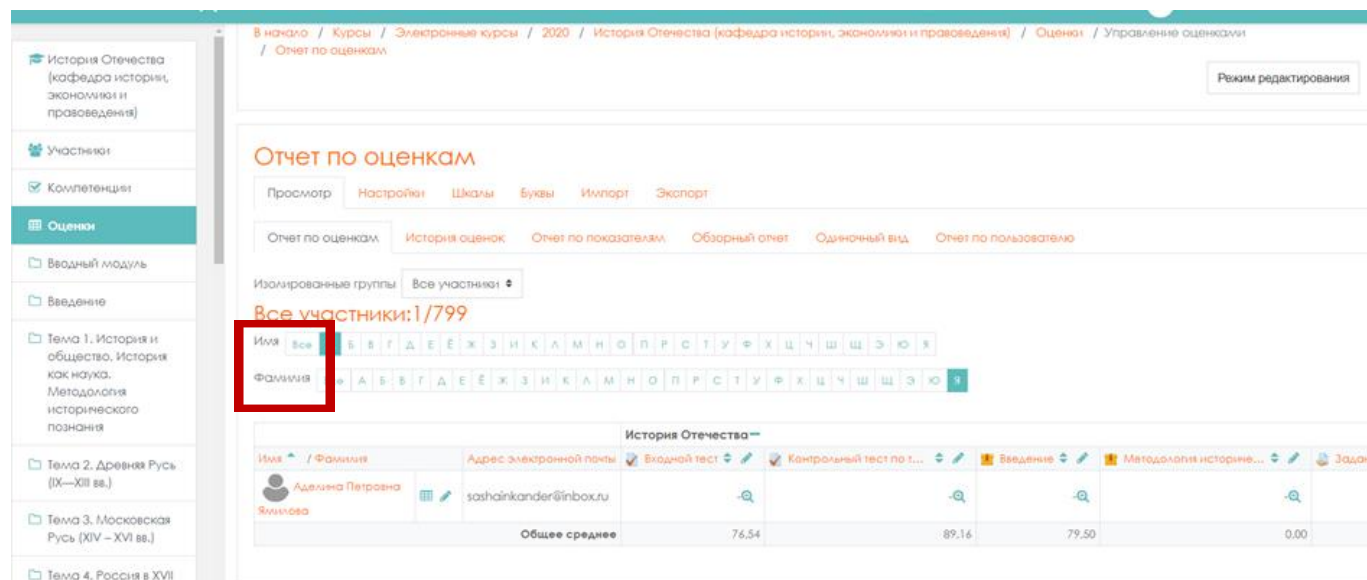 В начало / Курсы / Электронные курсы / 2020 / История Отечества (кафедра истории, экономики и правоведения) / Оценки / Управление оценками
/ Отчет по оценкам
Режим редактирования
История Отечества
(кафедра истории,
экономики и
правоведения)
Участники
Компетенции
Оценки
Вводный модуль
Введение
Тема 1. История и
общество. История
как наука.
Методология
исторического
познания
Тема 2. Древняя Русь
(IX—XIII вв.)
Тема 3. Московская
Русь (XIV – XVI вв.)
Тема 4. Россия в XVII
Отчет по оценкам
Просмотр Настройки Шкалы Буквы Импорт Экспорт
Отчет по оценкам История оценок Отчет по показателям Обзорный отчет Одиночный вид Отчет по пользователю
Изолированные группы Все участники
Все участники:1/799
Имя Все Б В Г Д Е Ё Ж З И К Л М Н О П Р С Т У Ф Х Ц Ч Ш Щ Э Ю Я
Фамилия А Б В Г Д Е Ё Ж З И К Л М Н О П Р С Т У Ф Х Ц Ч Ш Щ Э Ю Я
История Отечества
Имя / Фамилия Адрес электронной почты Входной тест Контрольный тест по т... Введение Методология историче... Задан
Аделина Петровна
Ямилова
sashainkander@inbox.ru - - - -
Общее среднее 76,54 89,16 79,50 0,00